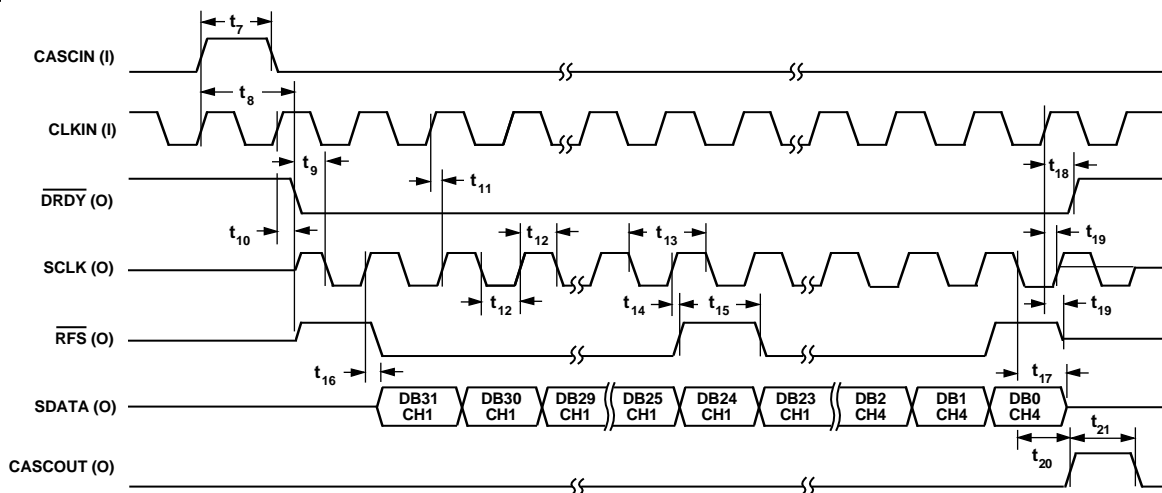 t7
CASCIN (I)
t8
CLKIN (I)
t9
t11
t18
DRDY (O)
t10
t12
t13
t19
SCLK (O)
t12
t14
t15
t19
RFS (O)
t16
t17
SDATA (O)
DB31 CH1
DB30 CH1
DB29 CH1
DB25 CH1
DB24 CH1
DB23 CH1
DB2 CH4
DB1 CH4
DB0 CH4
t21
t20
CASCOUT (O)